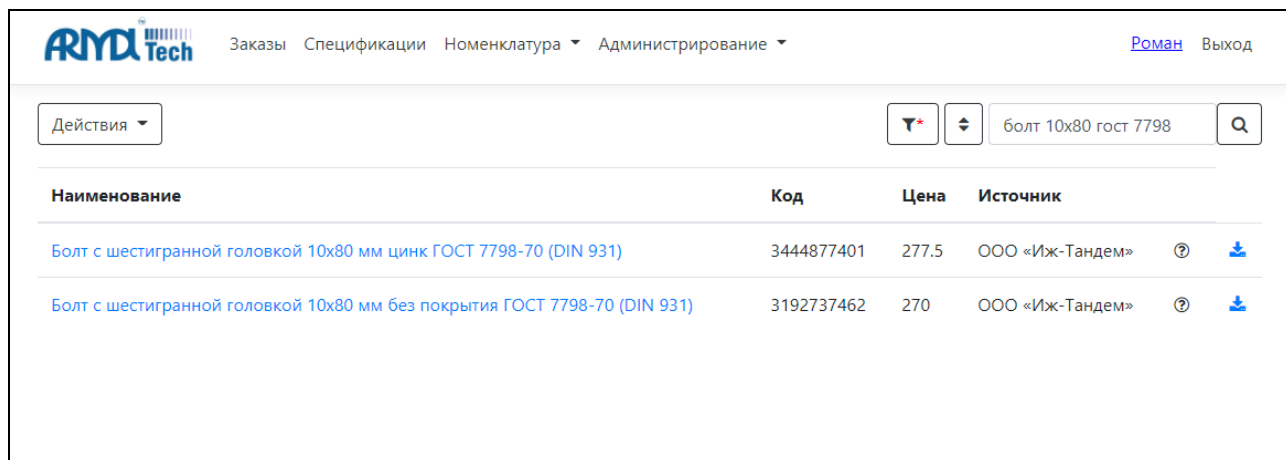 ARMA Tech ™
Заказы Спецификации Номенклатура Администрирование Роман Выход
Действия * болт 10х80 гост 7798
Наименование Код Цена Источник
Болт с шестигранной головкой 10х80 мм цинк ГОСТ 7798-70 (DIN 931) 3444877401 277.5 ООО «Иж-Тандем»
Болт с шестигранной головкой 10х80 мм без покрытия ГОСТ 7798-70 (DIN 931) 3192737462 270 ООО «Иж-Тандем»